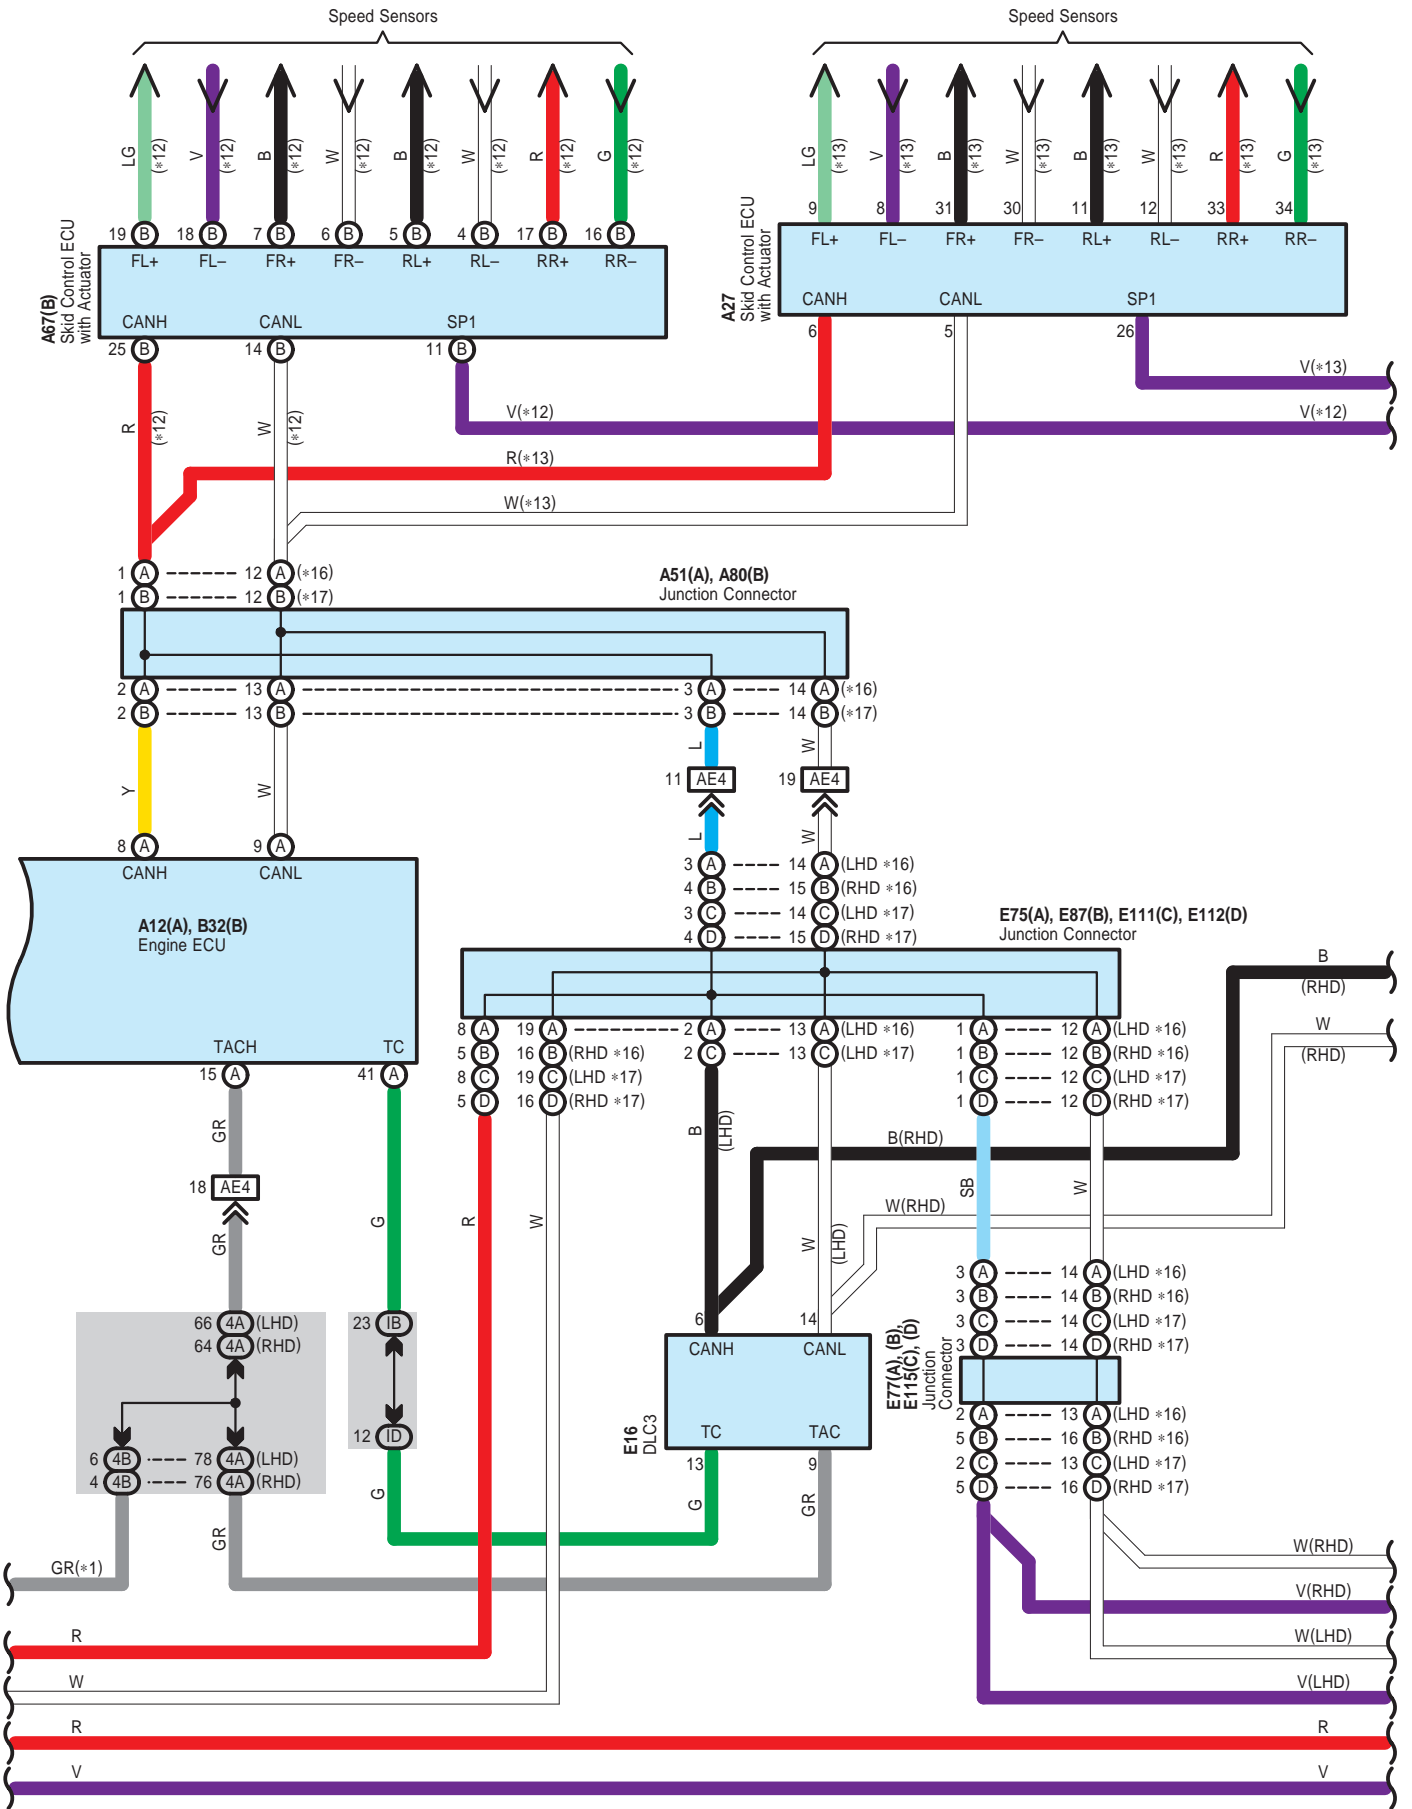 Speed Sensors
Speed Sensors
LG (*12) V (*12) B (*12) W (*12) B (*12) W (*12) R (*12) G (*12)
LG (*13) V (*13) B (*13) W (*13) B (*13) W (*13) R (*13) G (*13)
19 B 18 B 7 B 6 B 5 B 4 B 17 B 16 B
9 8 31 30 11 12 33 34
FL+ FL– FR+ FR– RL+ RL– RR+ RR–
FL+ FL– FR+ FR– RL+ RL– RR+ RR–
A67(B)
Skid Control ECU
with Actuator
A27
Skid Control ECU
with Actuator
CANH CANL SP1
CANH CANL SP1
25 B 14 B 11 B
6 5 26
V(*13)
V(*12) V(*12)
R (*12) W (*12)
R(*13)
W(*13)
1 A 12 A (*16)
1 B 12 B (*17)
A51(A), A80(B)
Junction Connector
2 A 13 A 3 A 14 A (*16)
2 B 13 B 3 B 14 B (*17)
L W
11 AE4 19 AE4
Y W L W
8 A 9 A
CANH CANL
3 A 14 A (LHD *16)
4 B 15 B (RHD *16)
3 C 14 C (LHD *17)
4 D 15 D (RHD *17)
A12(A), B32(B)
Engine ECU
E75(A), E87(B), E111(C), E112(D)
Junction Connector
B
(RHD)
W
(RHD)
8 A 19 A 2 A 13 A (LHD *16) 1 A 12 A (LHD *16)
5 B 16 B (RHD *16) 2 C 13 C (LHD *17) 1 B 12 B (RHD *16)
8 C 19 C (LHD *17) 1 C 12 C (LHD *17)
5 D 16 D (RHD *17) 1 D 12 D (RHD *17)
TACH TC
15 A 41 A
GR
B (LHD)
B(RHD)
18 AE4
SB W
W(RHD)
GR G R W W (LHD)
3 A 14 A (LHD *16)
3 B 14 B (RHD *16)
3 C 14 C (LHD *17)
3 D 14 D (RHD *17)
66 4A (LHD) 23 IB
64 4A (RHD)
6 14
CANH CANL
E77(A), (B),
E115(C), (D)
Junction
Connector
E16
DLC3
TC TAC
12 ID
6 4B 78 4A (LHD)
4 4B 76 4A (RHD)
13 9
2 A 13 A (LHD *16)
5 B 16 B (RHD *16)
2 C 13 C (LHD *17)
5 D 16 D (RHD *17)
G G GR
GR
GR(*1)
W(RHD)
V(RHD)
R
W(LHD)
W
V(LHD)
R R
V V